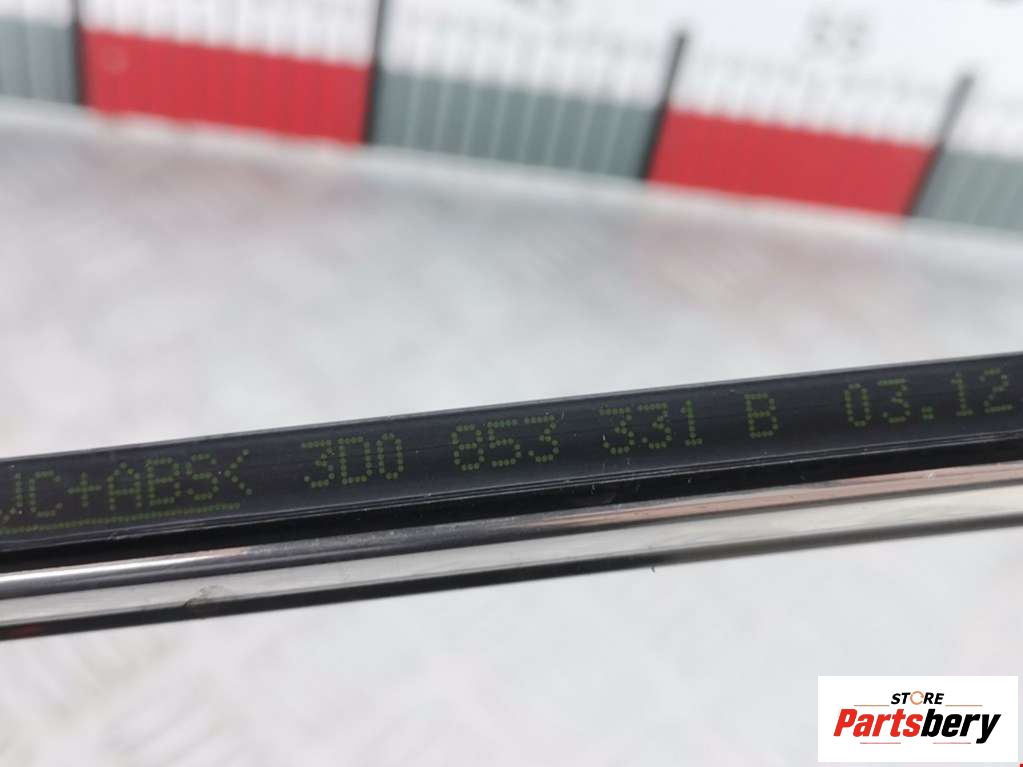 C+ABS< 3D0 853 331 B 03.12
STORE
Partsbery